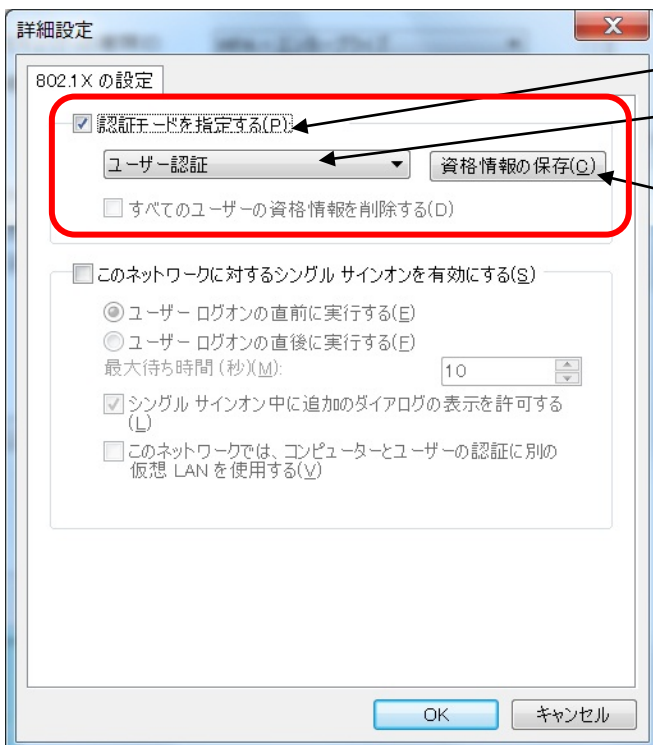 詳細設定
802.1X の設定
認証モードを指定する(P)
ユーザー認証
資格情報の保存(C)
すべてのユーザーの資格情報を削除する(D)
このネットワークに対するシングル サインオンを有効にする(S)
ユーザー ログオンの直前に実行する(E)
ユーザー ログオンの直後に実行する(F)
最大待ち時間 (秒)(M):
10
シングル サインオン中に追加のダイアログの表示を許可する
(L)
このネットワークでは、コンピューターとユーザーの認証に別の
仮想 LAN を使用する(V)
OK
キャンセル